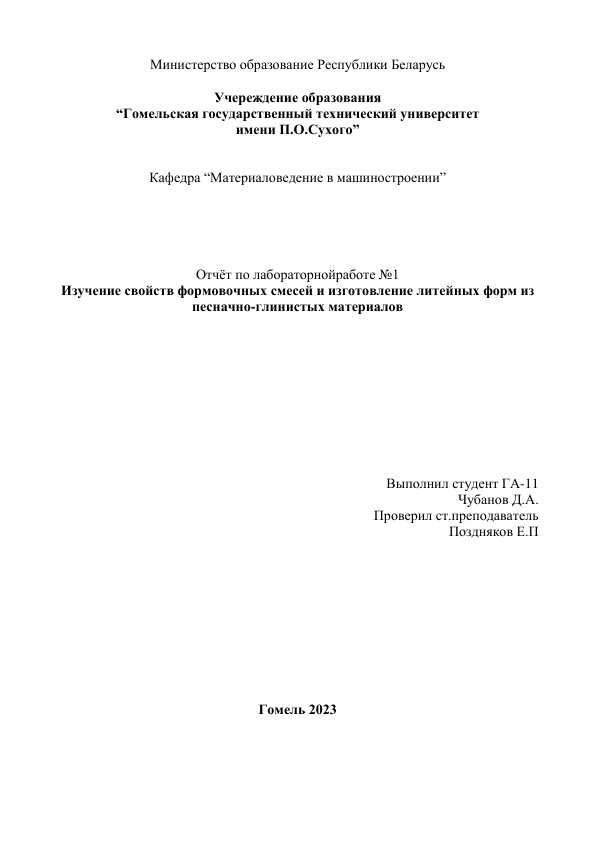 Министерство образование Республики Беларусь
Учереждение образования
“Гомельская государственный технический университет
имени П.О.Сухого”
Кафедра “Материаловедение в машиностроении”
Отчёт по лабораторнойработе №1
Изучение свойств формовочных смесей и изготовление литейных форм из
песначно-глинистых материалов
Выполнил студент ГА-11
Чубанов Д.А.
Проверил ст.преподаватель
Поздняков Е.П
Гомель 2023